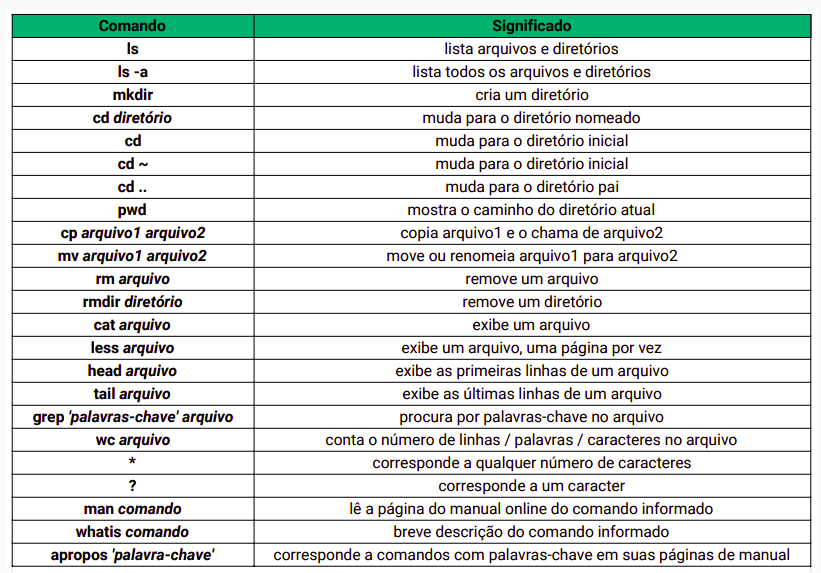 Comando Significado
ls lista arquivos e diretórios
ls -a lista todos os arquivos e diretórios
mkdir cria um diretório
cd diretório muda para o diretório nomeado
cd muda para o diretório inicial
cd ~ muda para o diretório inicial
cd .. muda para o diretório pai
pwd mostra o caminho do diretório atual
cp arquivo1 arquivo2 copia arquivo1 e o chama de arquivo2
mv arquivo1 arquivo2 move ou renomeia arquivo1 para arquivo2
rm arquivo remove um arquivo
rmdir diretório remove um diretório
cat arquivo exibe um arquivo
less arquivo exibe um arquivo, uma página por vez
head arquivo exibe as primeiras linhas de um arquivo
tail arquivo exibe as últimas linhas de um arquivo
grep 'palavras-chave' arquivo procura por palavras-chave no arquivo
wc arquivo conta o número de linhas / palavras / caracteres no arquivo
* corresponde a qualquer número de caracteres
? corresponde a um caracter
man comando lê a página do manual online do comando informado
whatis comando breve descrição do comando informado
apropos 'palavra-chave' corresponde a comandos com palavras-chave em suas páginas de manual